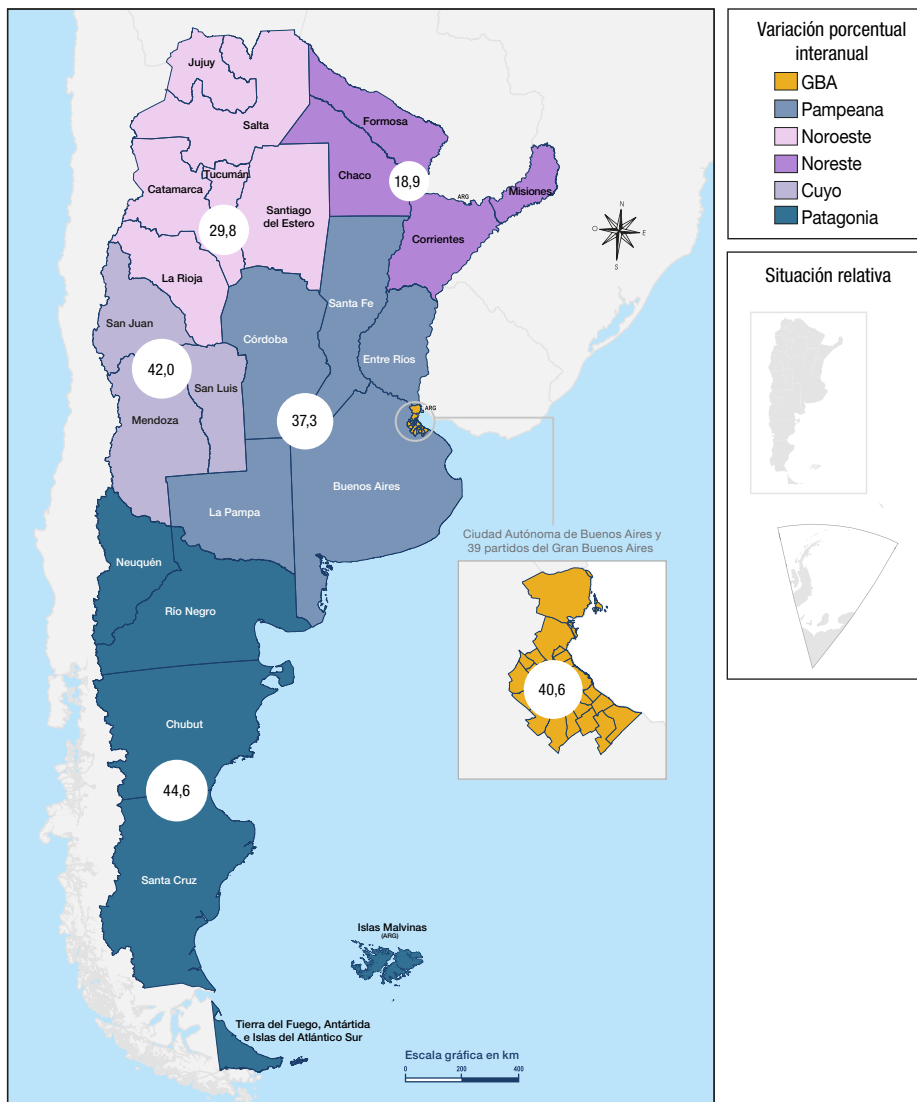 Jujuy
Salta
Formosa
Chaco
18,9
ARG
Misiones
Catamarca
Tucumán
Santiago
del Estero
29,8
Corrientes
La Rioja
San Juan
Santa Fe
Córdoba
Entre Ríos
42,0
San Luis
Mendoza
37,3
ARG
Buenos Aires
La Pampa
Ciudad Autónoma de Buenos Aires y
39 partidos del Gran Buenos Aires
Neuquén
Río Negro
40,6
Chubut
44,6
Santa Cruz
Islas Malvinas
(ARG)
Tierra del Fuego, Antártida
e Islas del Atlántico Sur
Escala gráfica en km
0 200 400
N
O E
S
Variación porcentual
interanual
GBA
Pampeana
Noroeste
Noreste
Cuyo
Patagonia
Situación relativa